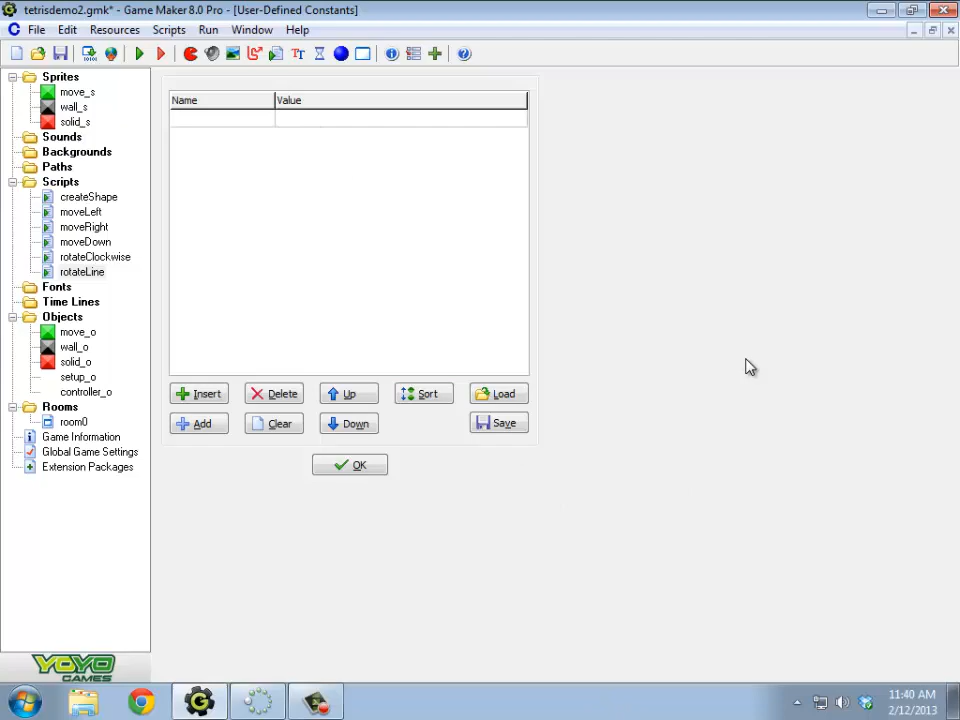 tetrisdemo2.gmk* - Game Maker 8.0 Pro - [User-Defined Constants]
File Edit Resources Scripts Run Window Help
Sprites
move_s
wall_s
solid_s
Sounds
Backgrounds
Paths
Scripts
createShape
moveLeft
moveRight
moveDown
rotateClockwise
rotateLine
Fonts
Time Lines
Objects
move_o
wall_o
solid_o
setup_o
controller_o
Rooms
room0
Game Information
Global Game Settings
Extension Packages
Name Value
Insert Delete Up Sort Load
Add Clear Down Save
OK
YOYO
GAMES
11:40 AM
2/12/2013